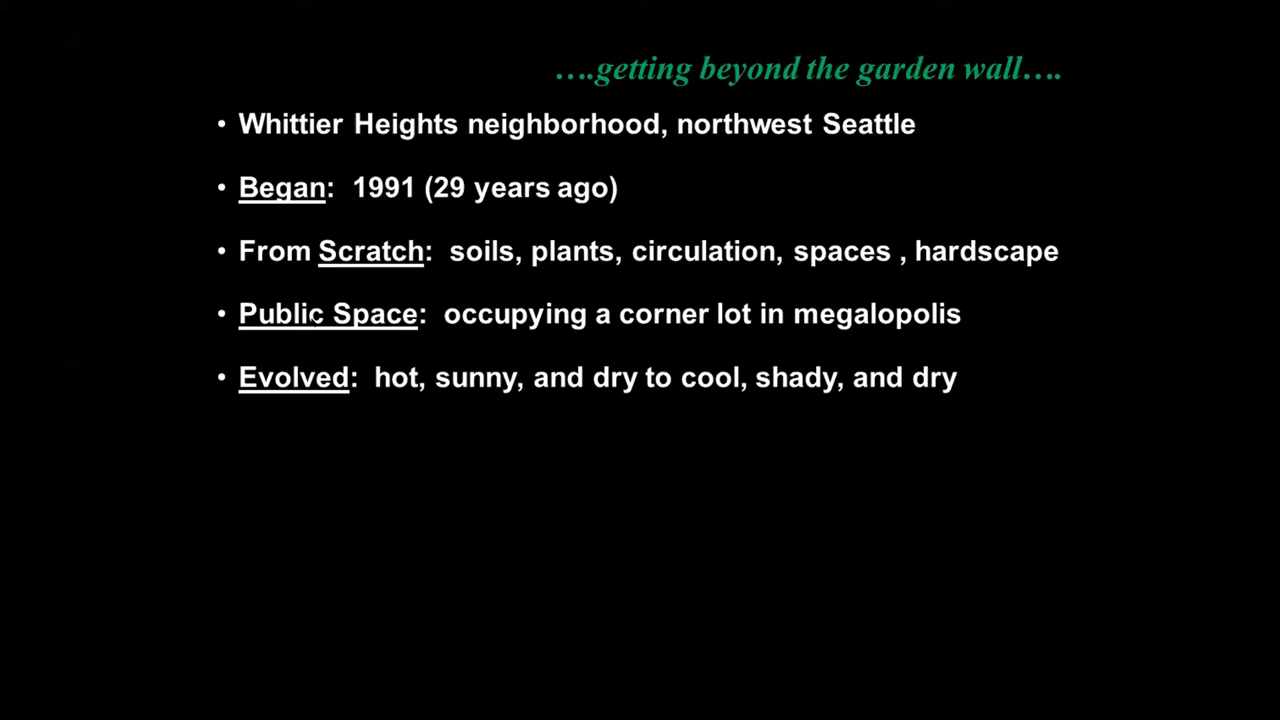 ….getting beyond the garden wall….
• Whittier Heights neighborhood, northwest Seattle
• Began: 1991 (29 years ago)
• From Scratch: soils, plants, circulation, spaces , hardscape
• Public Space: occupying a corner lot in megalopolis
• Evolved: hot, sunny, and dry to cool, shady, and dry